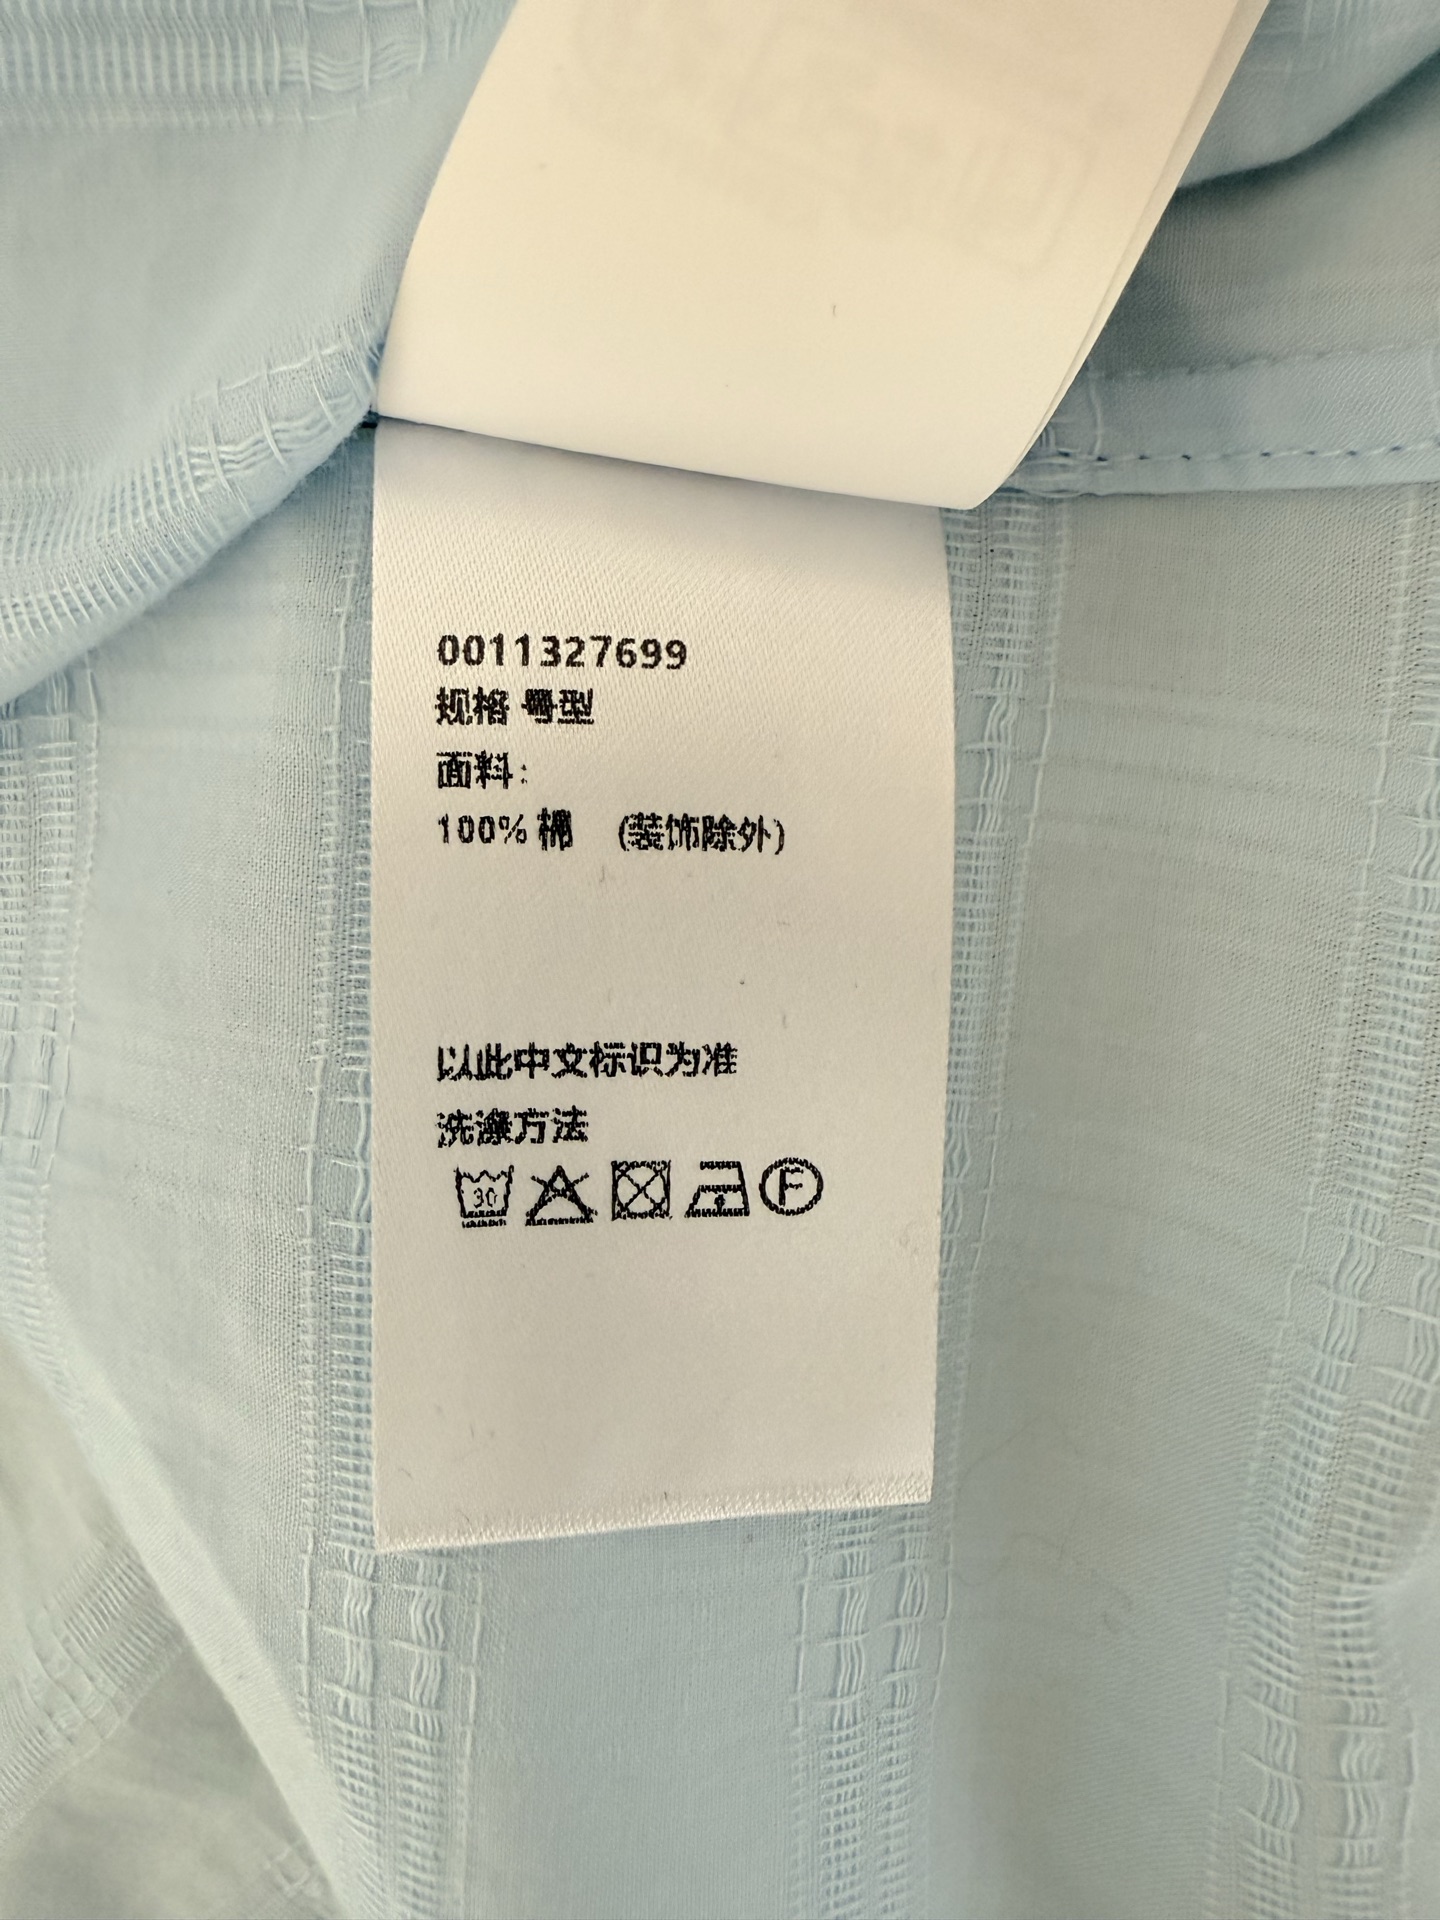 0011327699
规格 号型
面料:
100% 棉 (装饰除外)
以此中文标识为准
洗涤方法
30
F